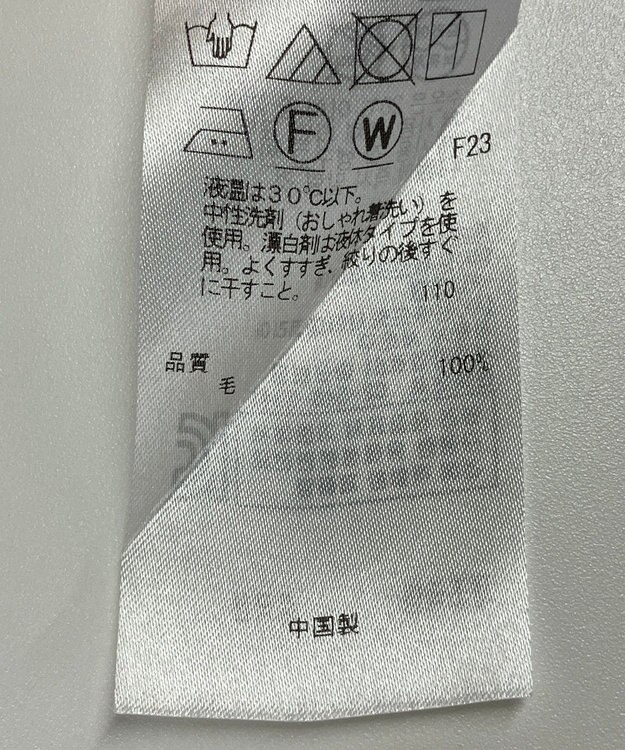 F W
F23
液温は30℃以下。
中性洗剤（おしゃれ着洗い）を
使用。漂白剤は液体タイプを使
用。よくすすぎ、絞りの後すぐ
に干すこと。
110
品質
毛 100%
中国製